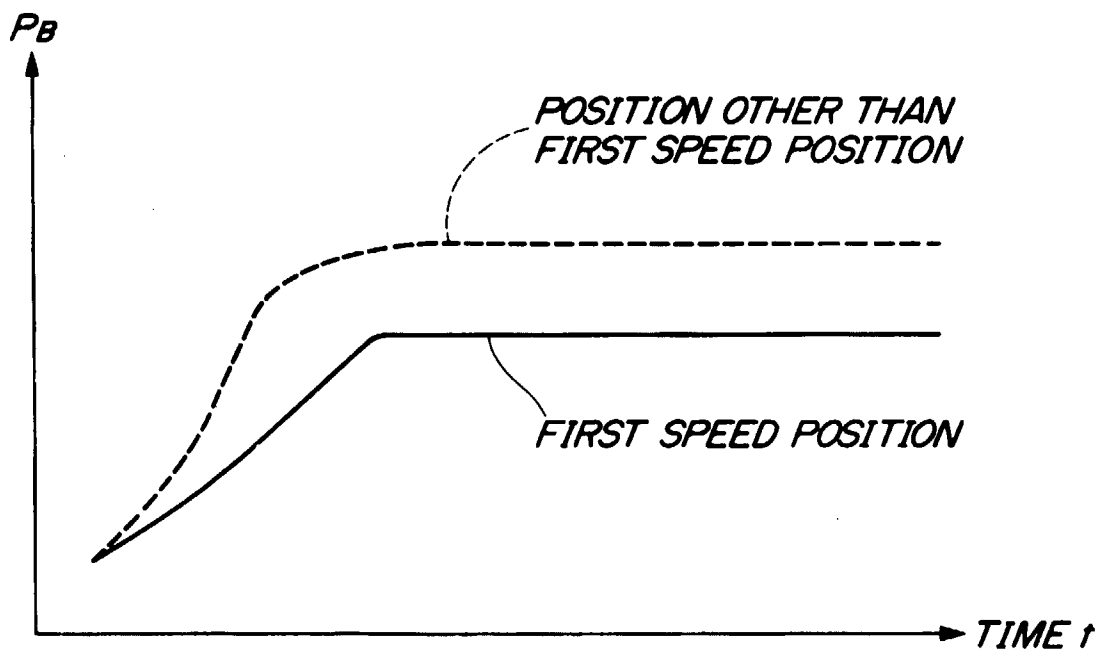 PB
POSITION OTHER THAN
FIRST SPEED POSITION
FIRST SPEED POSITION
TIME t